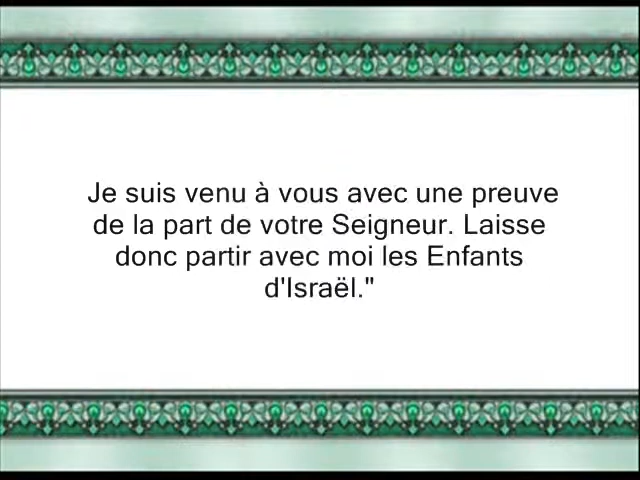 Je suis venu à vous avec une preuve
de la part de votre Seigneur. Laisse
donc partir avec moi les Enfants
d'Israël."